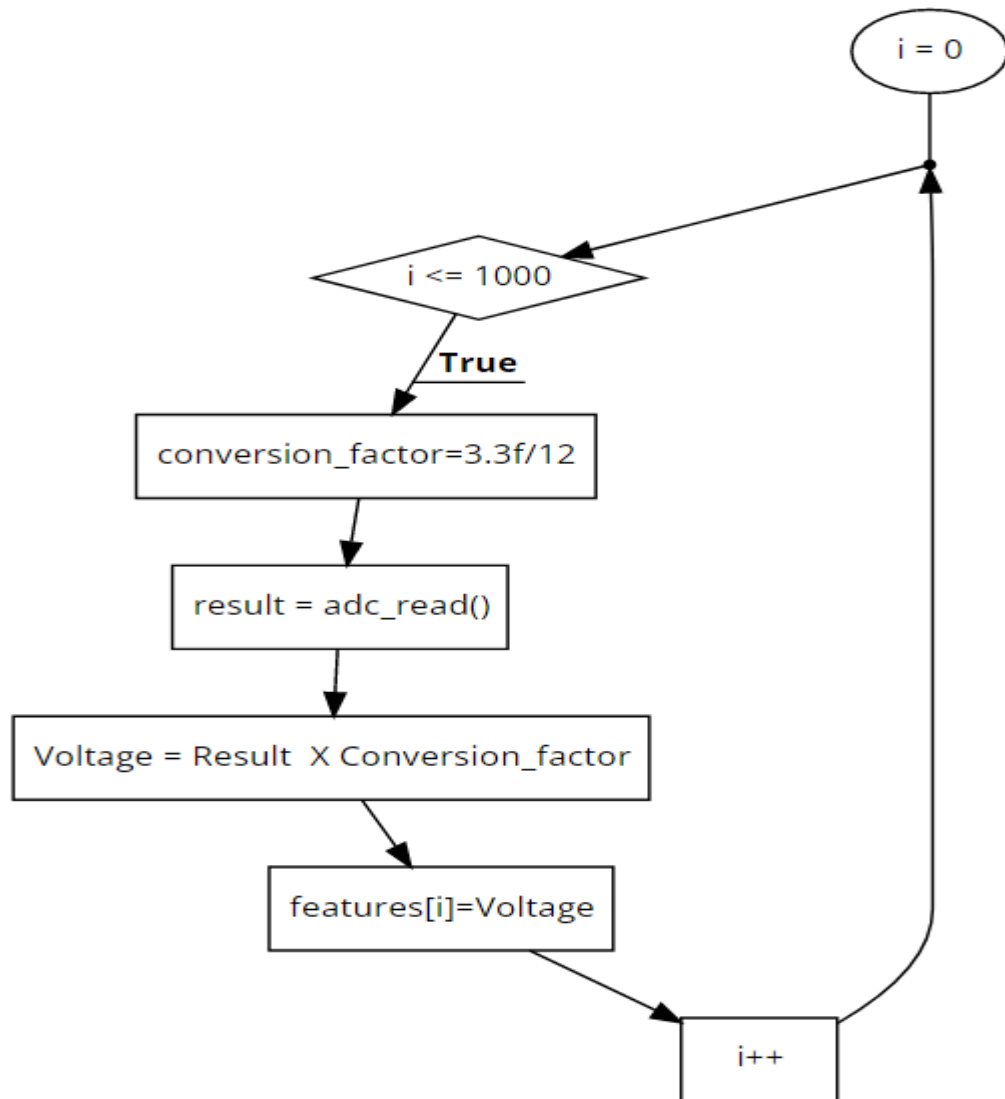 i = 0
i <= 1000
True
conversion_factor=3.3f/12
result = adc_read()
Voltage = Result  X Conversion_factor
features[i]=Voltage
i++